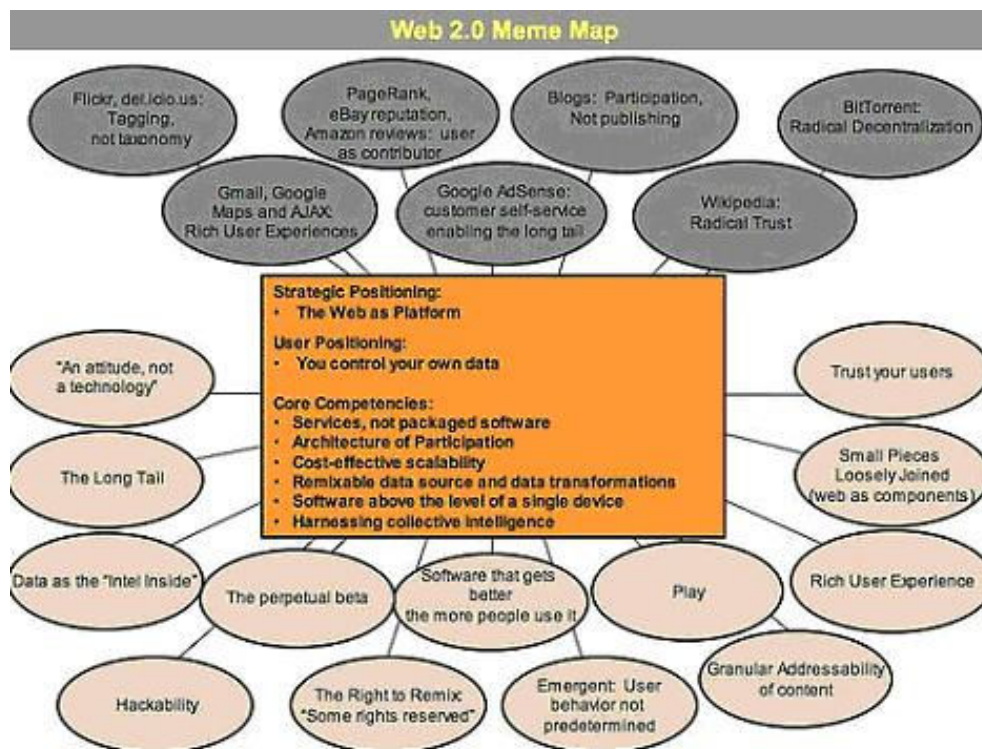 Web 2.0 Meme Map
Flickr, del.icio.us:
Tagging,
not taxonomy
PageRank,
eBay reputation,
Amazon reviews: user
as contributor
Blogs: Participation,
Not publishing
BitTorrent:
Radical Decentralization
Gmail, Google
Maps and AJAX:
Rich User Experiences
Google AdSense:
customer self-service
enabling the long tail
Wikipedia:
Radical Trust
Strategic Positioning:
• The Web as Platform
User Positioning:
• You control your own data
Core Competencies:
• Services, not packaged software
• Architecture of Participation
• Cost-effective scalability
• Remixable data source and data transformations
• Software above the level of a single device
• Harnessing collective intelligence
"An attitude, not
a technology"
Trust your users
The Long Tail
Small Pieces
Loosely Joined
(web as components)
Data as the "Intel Inside"
The perpetual beta
Software that gets
better
the more people use it
Play
Rich User Experience
Hackability
The Right to Remix:
"Some rights reserved"
Emergent: User
behavior not
predetermined
Granular Addressability
of content